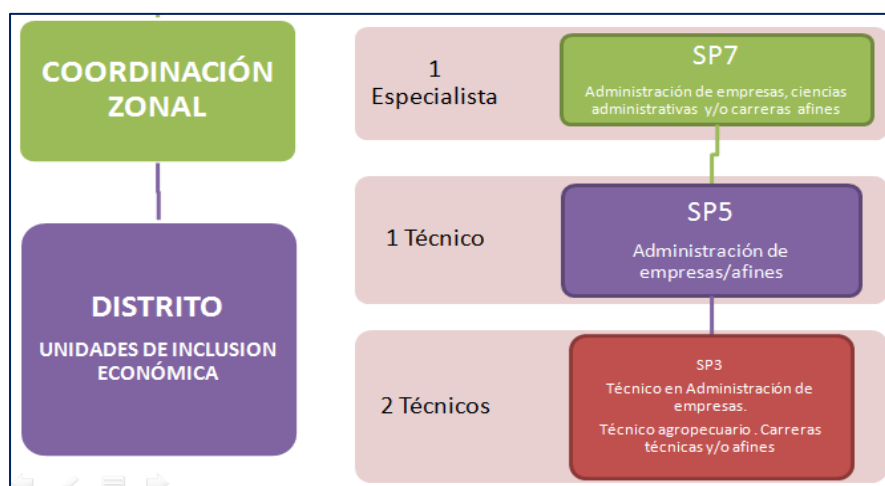 COORDINACIÓN
ZONAL
1
Especialista
SP7
Administración de empresas, ciencias
administrativas y/o carreras afines
DISTRITO
UNIDADES DE INCLUSION
ECONÓMICA
1 Técnico
SP5
Administración de
empresas/afines
2 Técnicos
SP3
Técnico en Administración de
empresas.
Técnico agropecuario . Carreras
técnicas y/o afines